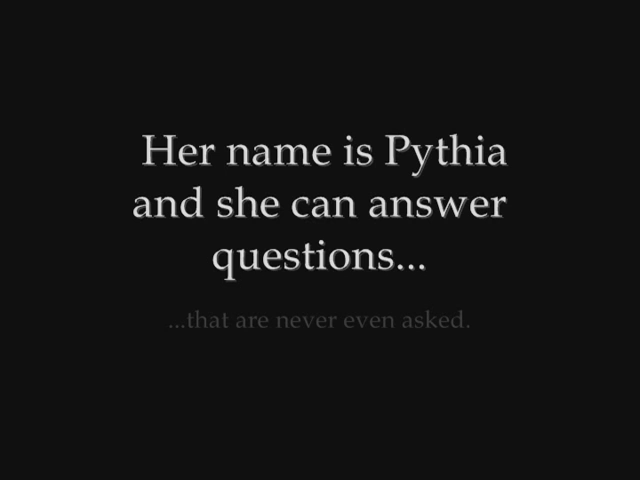 Her name is Pythia
and she can answer
questions...
...that are never even asked.